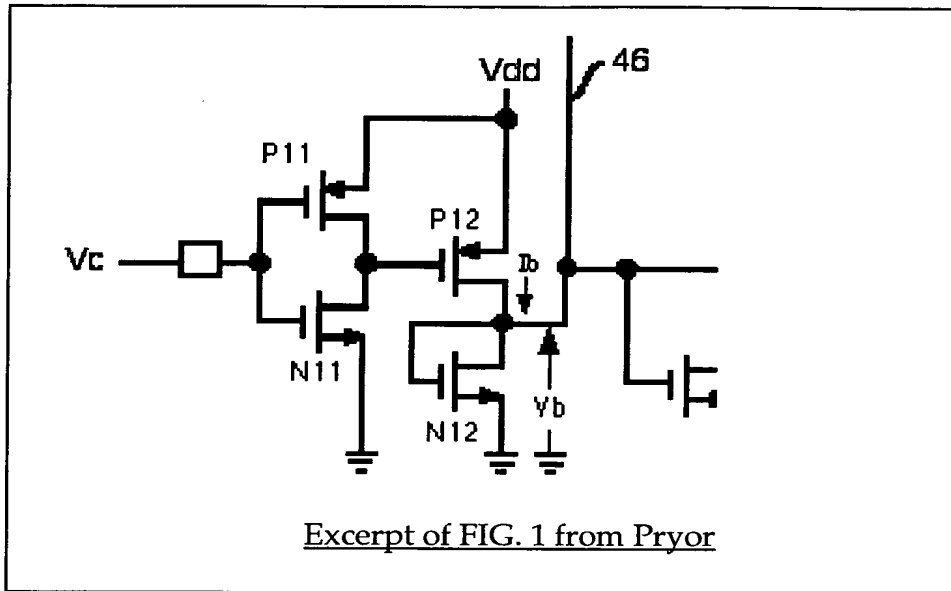 46
Vdd
P11
P12
Vc
Ib
N11
Vb
N12
Excerpt of FIG. 1 from Pryor